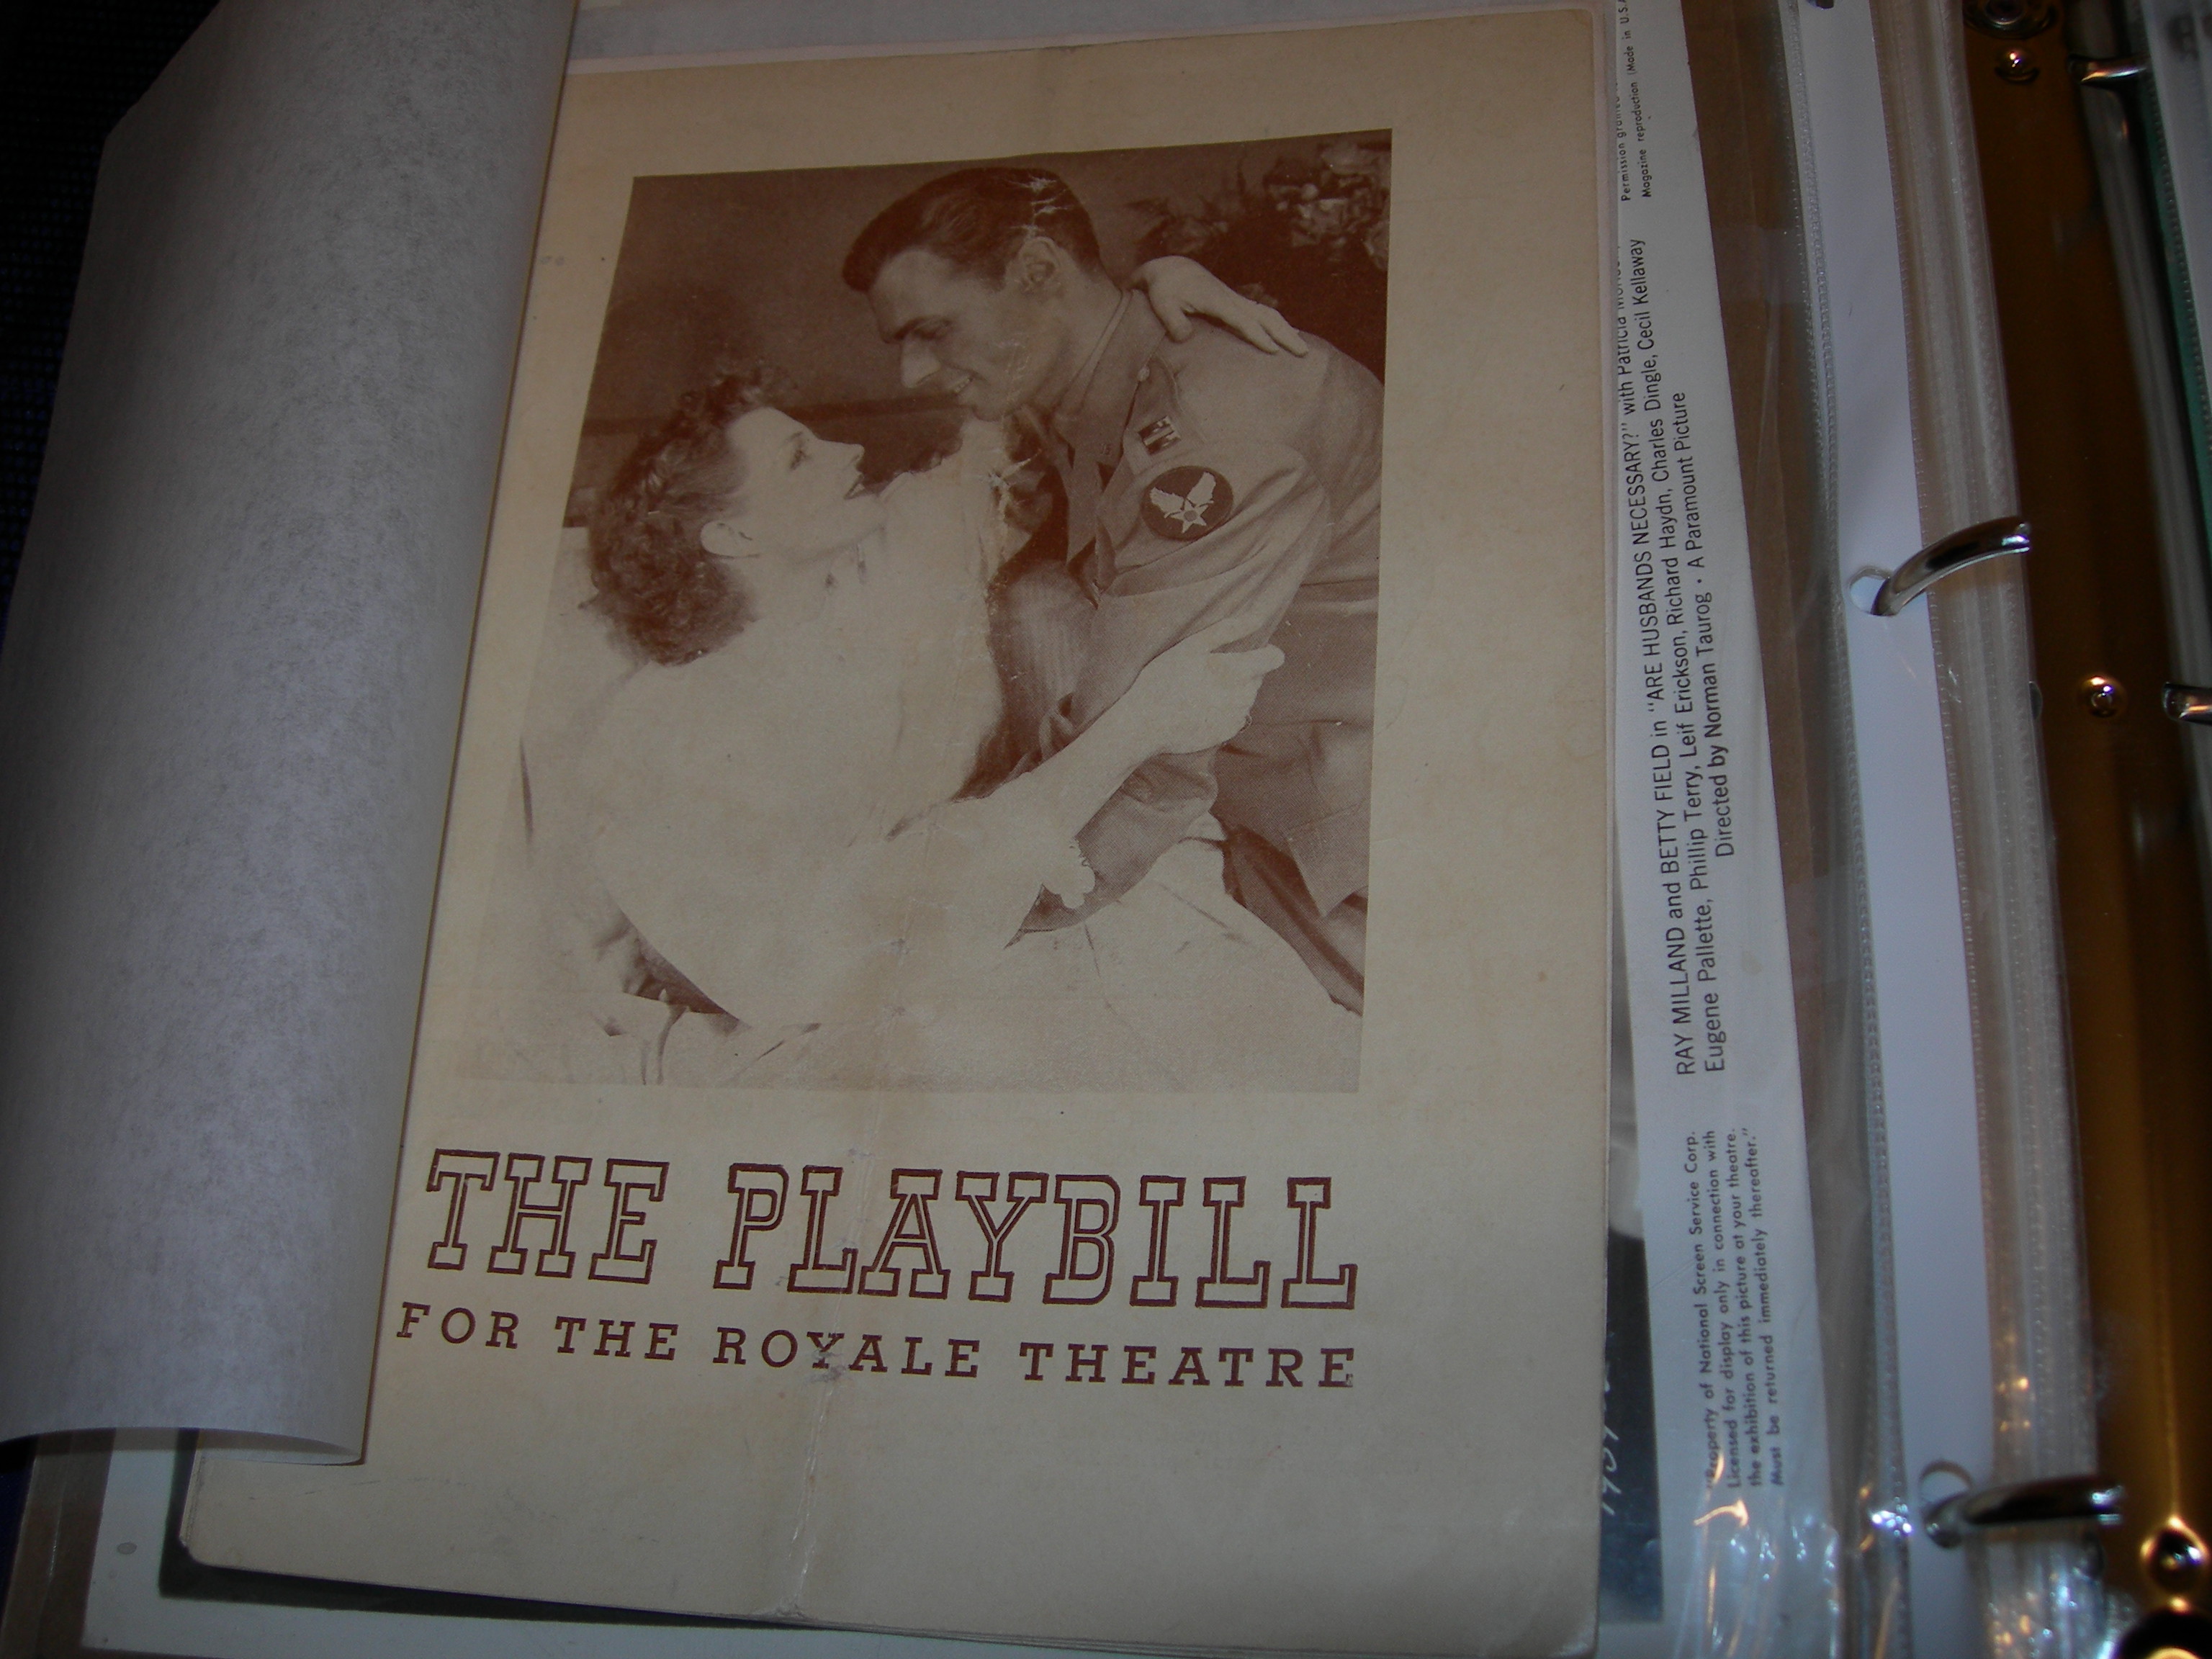 THE PLAYBILL
FOR THE ROYALE THEATRE
Permission
Magazine reproduction (Made in U.S.A
RAY MILLAND and BETTY FIELD in "ARE HUSBANDS NECESSARY?" with Patricia
Eugene Pallette, Phillip Terry, Leif Erickson, Richard Haydn, Charles Dingle, Cecil Kellaway
Directed by Norman Taurog • A Paramount Picture
"Property of National Screen Service Corp.
Licensed for display only in connection with
the exhibition of this picture at your theatre.
Must be returned immediately thereafter."